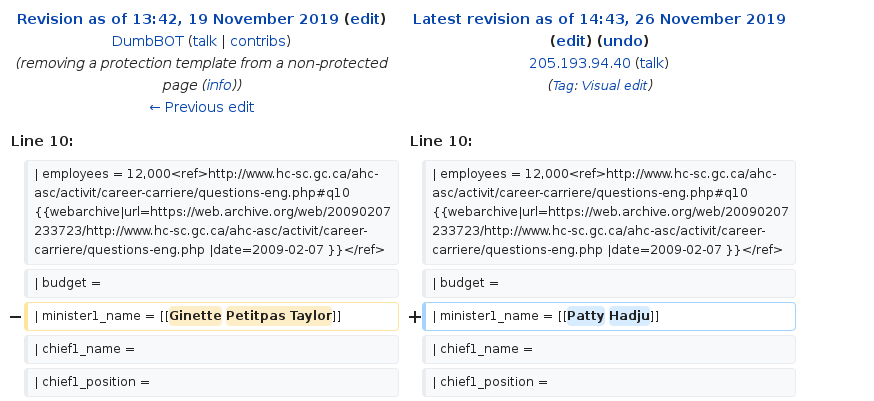 Revision as of 13:42, 19 November 2019 (edit)
DumbBOT (talk | contribs)
(removing a protection template from a non-protected
page (info))
← Previous edit
Line 10:
| employees = 12,000<ref>http://www.hc-sc.gc.ca/ahc-
asc/activit/career-carriere/questions-eng.php#q10
{{webarchive|url=https://web.archive.org/web/20090207
233723/http://www.hc-sc.gc.ca/ahc-asc/activit/career-
carriere/questions-eng.php |date=2009-02-07 }}</ref>
| budget =
− | minister1_name = [[Ginette Petitpas Taylor]]
| chief1_name =
| chief1_position =
Latest revision as of 14:43, 26 November 2019
(edit) (undo)
205.193.94.40 (talk)
(Tag: Visual edit)
Line 10:
| employees = 12,000<ref>http://www.hc-sc.gc.ca/ahc-
asc/activit/career-carriere/questions-eng.php#q10
{{webarchive|url=https://web.archive.org/web/20090207
233723/http://www.hc-sc.gc.ca/ahc-asc/activit/career-
carriere/questions-eng.php |date=2009-02-07 }}</ref>
| budget =
+ | minister1_name = [[Patty Hadju]]
| chief1_name =
| chief1_position =